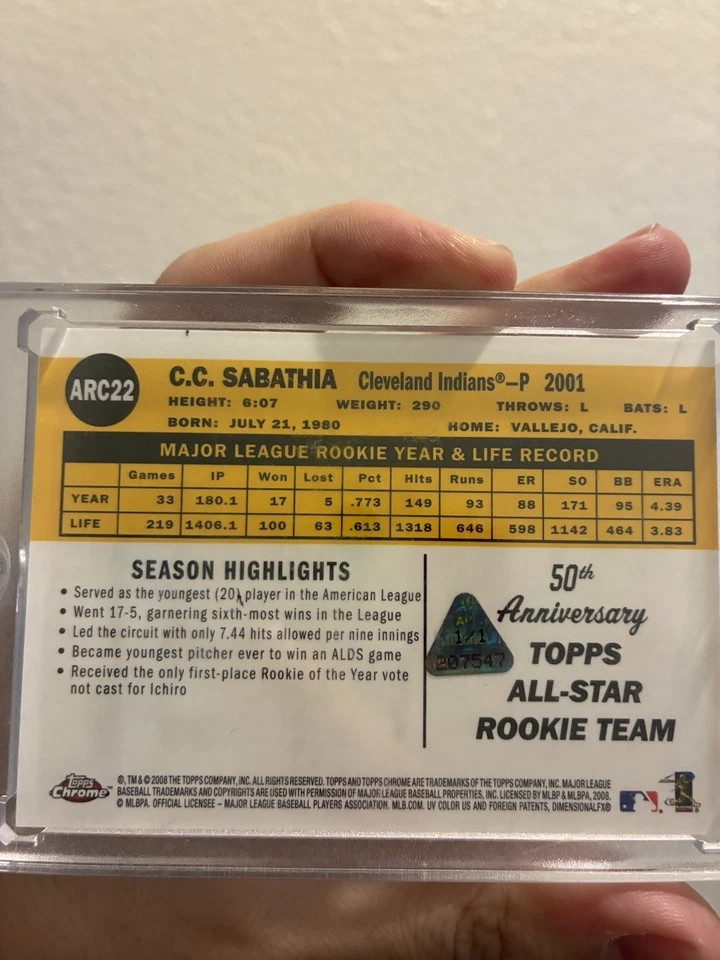 ARC22
C.C. SABATHIA Cleveland Indians®–P 2001
HEIGHT: 6:07 WEIGHT: 290 THROWS: L BATS: L
BORN: JULY 21, 1980 HOME: VALLEJO, CALIF.
MAJOR LEAGUE ROOKIE YEAR & LIFE RECORD
Games IP Won Lost Pct Hits Runs ER SO BB ERA
YEAR 33 180.1 17 5 .773 149 93 88 171 95 4.39
LIFE 219 1406.1 100 63 .613 1318 646 598 1142 464 3.83
SEASON HIGHLIGHTS
• Served as the youngest (20) player in the American League
• Went 17-5, garnering sixth-most wins in the League
• Led the circuit with only 7.44 hits allowed per nine innings
• Became youngest pitcher ever to win an ALDS game
• Received the only first-place Rookie of the Year vote
not cast for Ichiro
50th
Anniversary
TOPPS
ALL-STAR
ROOKIE TEAM
1/1
207547
Topps
Chrome
®, TM & © 2008 THE TOPPS COMPANY, INC. ALL RIGHTS RESERVED. TOPPS AND TOPPS CHROME ARE TRADEMARKS OF THE TOPPS COMPANY, INC. MAJOR LEAGUE
BASEBALL TRADEMARKS AND COPYRIGHTS ARE USED WITH PERMISSION OF MAJOR LEAGUE BASEBALL PROPERTIES, INC. LICENSED BY MLBP & MLBPA, 2008.
© MLBPA. OFFICIAL LICENSEE – MAJOR LEAGUE BASEBALL PLAYERS ASSOCIATION. MLB.COM. UV COLOR US AND FOREIGN PATENTS, DIMENSIONALFX®